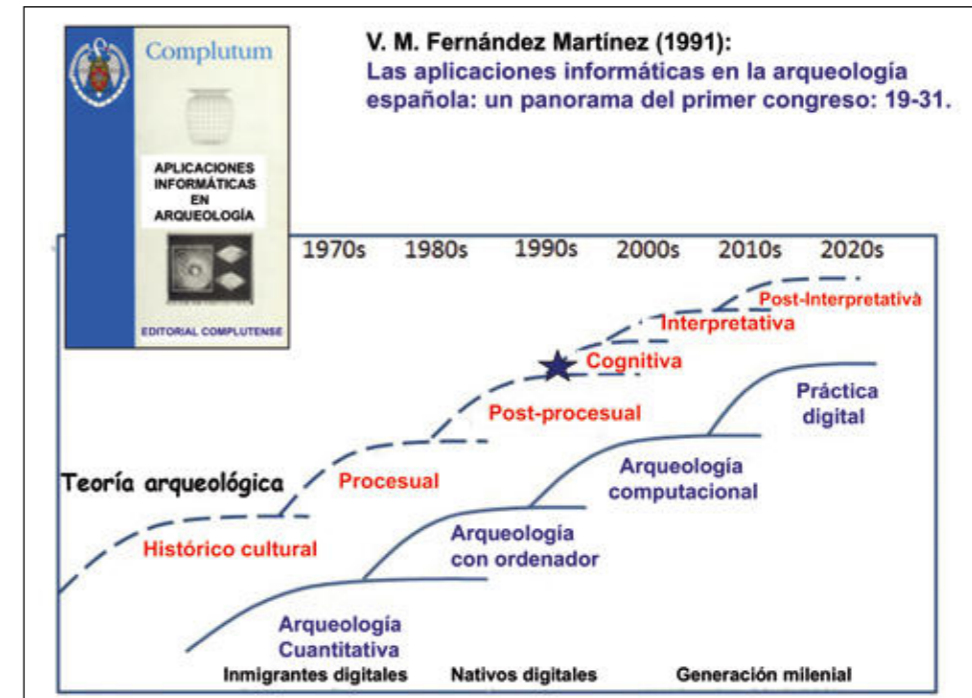 Complutum
APLICACIONES
INFORMÁTICAS
EN
ARQUEOLOGÍA
EDITORIAL COMPLUTENSE
V. M. Fernández Martínez (1991):
Las aplicaciones informáticas en la arqueología
española: un panorama del primer congreso: 19-31.
1970s 1980s 1990s 2000s 2010s 2020s
Post-Interpretativa
Interpretativa
Cognitiva
Post-procesual
Práctica
digital
Teoría arqueológica
Procesual
Arqueología
computacional
Histórico cultural
Arqueología
con ordenador
Arqueología
Cuantitativa
Inmigrantes digitales Nativos digitales Generación milenial